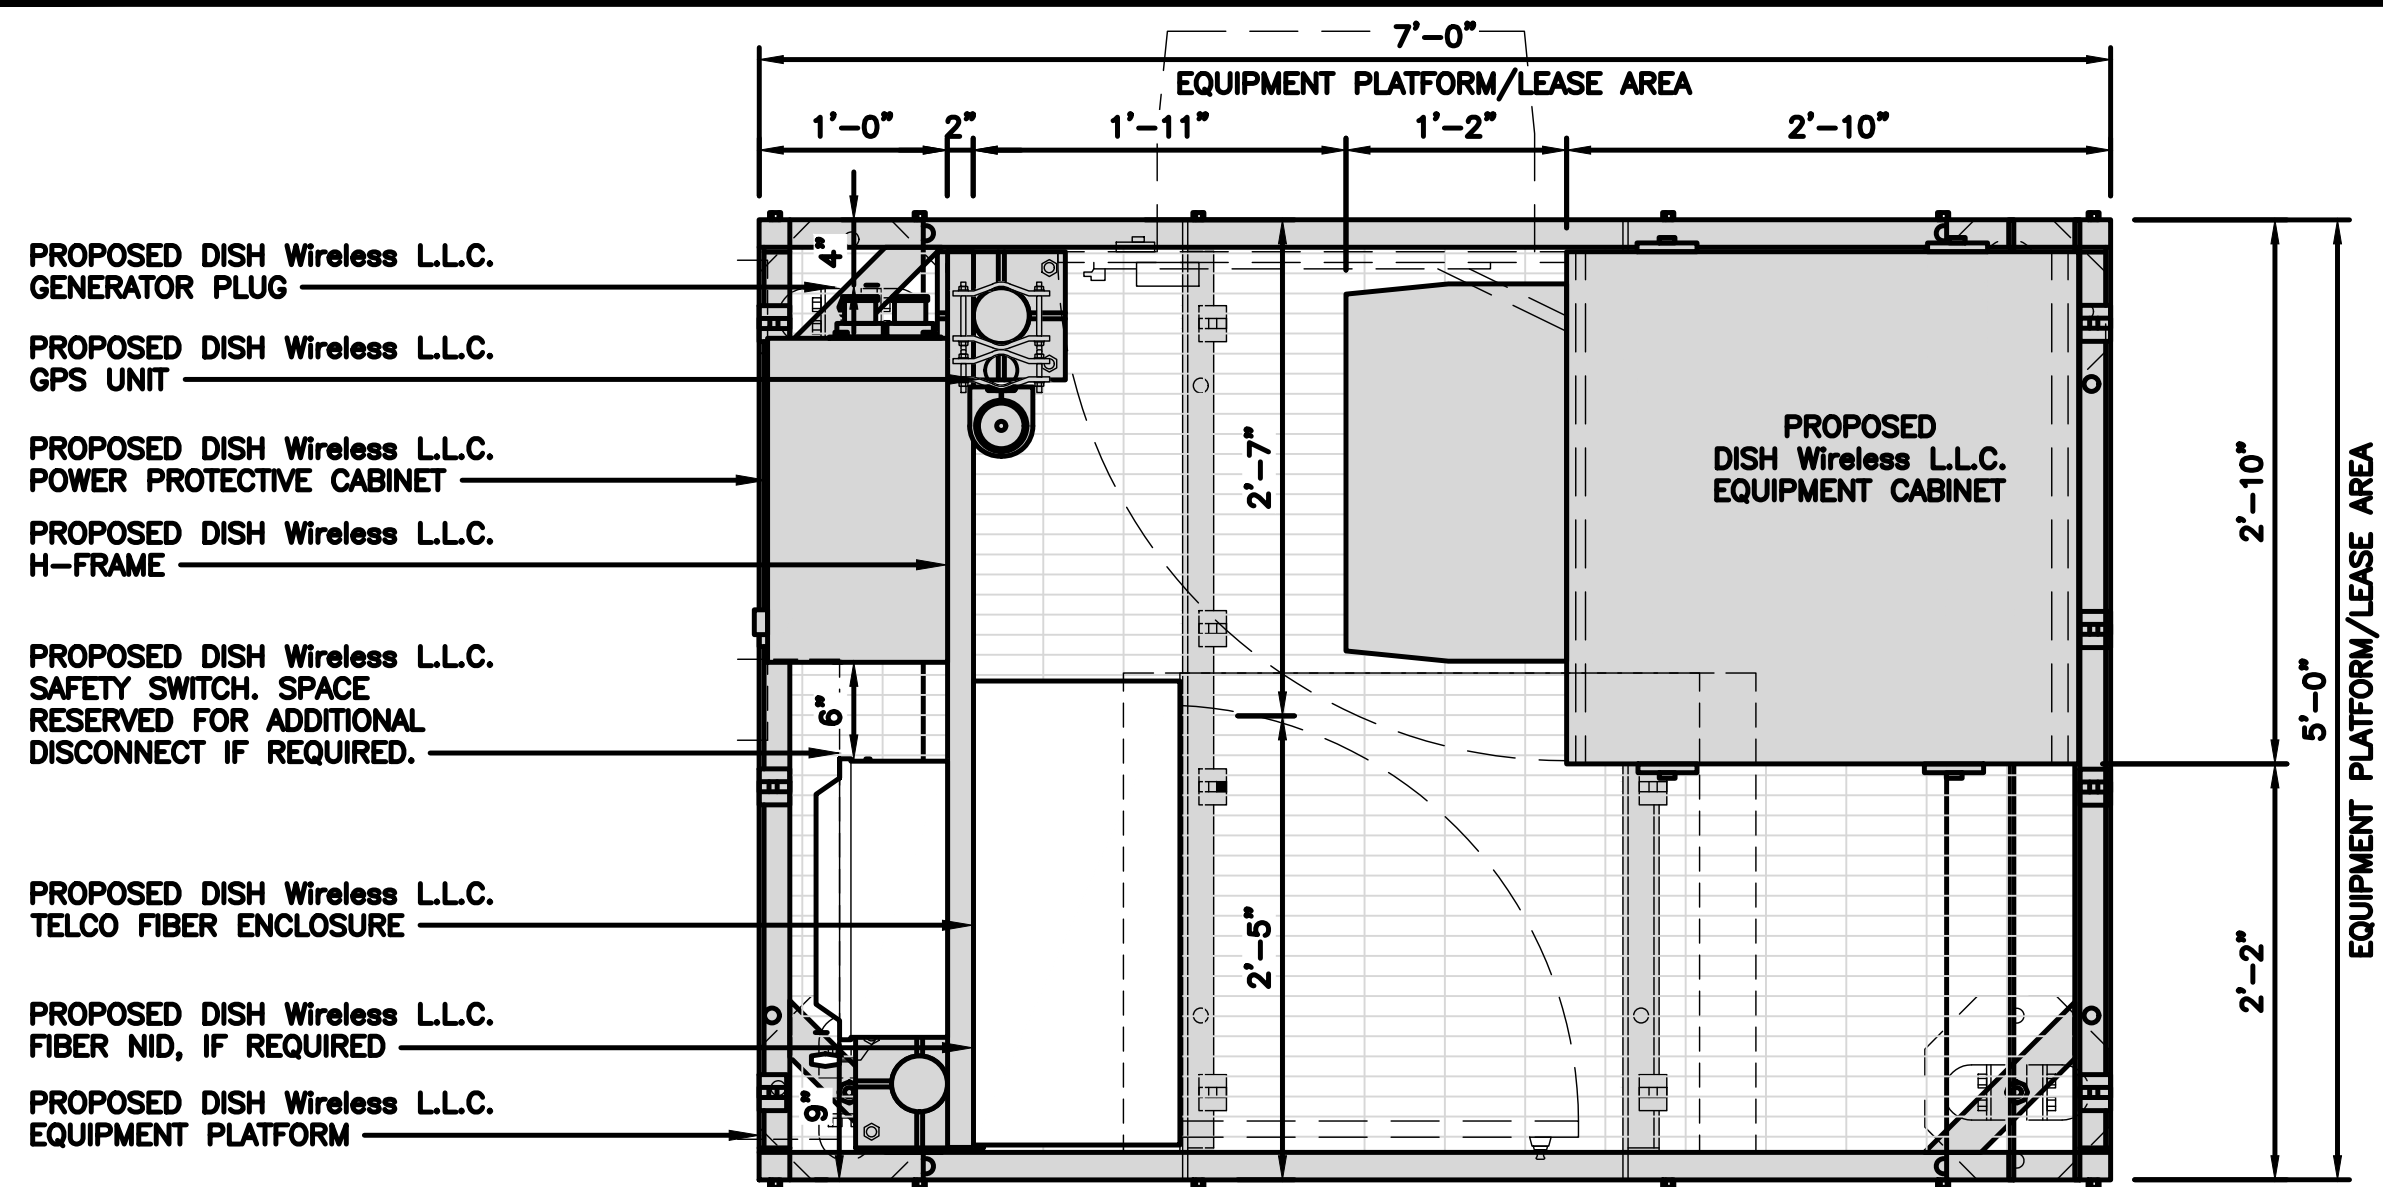 7'-0"
EQUIPMENT PLATFORM/LEASE AREA
1'-0"
2"
1'-11"
1'-2"
2'-10"
PROPOSED DISH Wireless L.L.C.
GENERATOR PLUG
4"
PROPOSED DISH Wireless L.L.C.
GPS UNIT
PROPOSED DISH Wireless L.L.C.
POWER PROTECTIVE CABINET
PROPOSED DISH Wireless L.L.C.
H-FRAME
PROPOSED DISH Wireless L.L.C.
SAFETY SWITCH. SPACE
RESERVED FOR ADDITIONAL
DISCONNECT IF REQUIRED.
6"
PROPOSED DISH Wireless L.L.C.
TELCO FIBER ENCLOSURE
PROPOSED DISH Wireless L.L.C.
FIBER NID, IF REQUIRED
PROPOSED DISH Wireless L.L.C.
EQUIPMENT PLATFORM
9"
2'-7"
2'-5"
PROPOSED
DISH Wireless L.L.C.
EQUIPMENT CABINET
2'-10"
2'-2"
5'-0"
EQUIPMENT PLATFORM/LEASE AREA